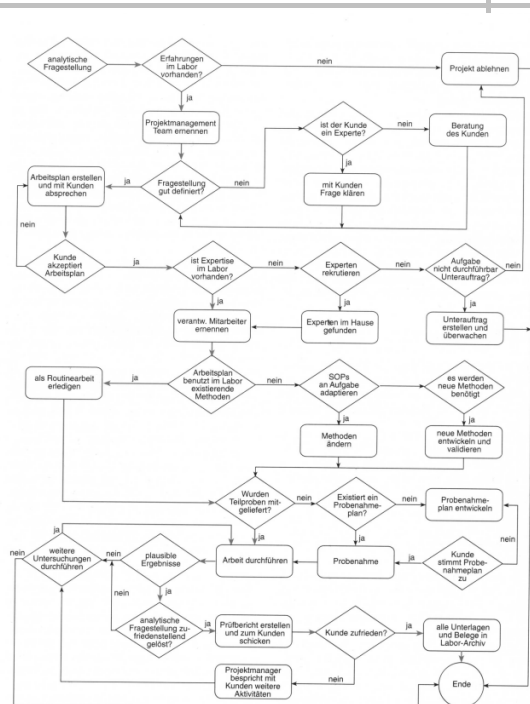 analytische
Fragestellung
Erfahrungen
im Labor
vorhanden?
nein
Projekt ablehnen
ja
Projektmanagement
Team ernennen
ist der Kunde
ein Experte?
nein
Beratung
des Kunden
ja
mit Kunden
Frage klären
Arbeitsplan erstellen
und mit Kunden
absprechen
ja
Fragestellung
gut definiert?
nein
nein
Kunde
akzeptiert
Arbeitsplan
ja
ist Expertise
im Labor
vorhanden?
nein
Experten
rekrutieren
nein
Aufgabe
nicht durchführbar
Unterauftrag?
nein
ja
ja
ja
verantw. Mitarbeiter
ernennen
Experten im Hause
gefunden
Unterauftrag
erstellen und
überwachen
als Routinearbeit
erledigen
ja
Arbeitsplan
benutzt im Labor
existierende
Methoden
nein
SOPs
an Aufgabe
adaptieren
es werden
neue Methoden
benötigt
ja
ja
Methoden
ändern
neue Methoden
entwickeln und
validieren
Wurden
Teilproben mit-
geliefert?
nein
Existiert ein
Probenahme-
plan?
nein
Probenahme-
plan entwickeln
ja
ja
ja
nein
nein
weitere
Untersuchungen
durchführen
nein
plausible
Ergebnisse
Arbeit durchführen
Probenahme
ja
Kunde
stimmt Probe-
nahmeplan
zu
nein
ja
analytische
Fragestellung zu-
friedenstellend
gelöst?
ja
Prüfbericht erstellen
und zum Kunden
schicken
Kunde zufrieden?
ja
alle Unterlagen
und Belege in
Labor-Archiv
nein
Projektmanager
bespricht mit
Kunden weitere
Aktivitäten
Ende